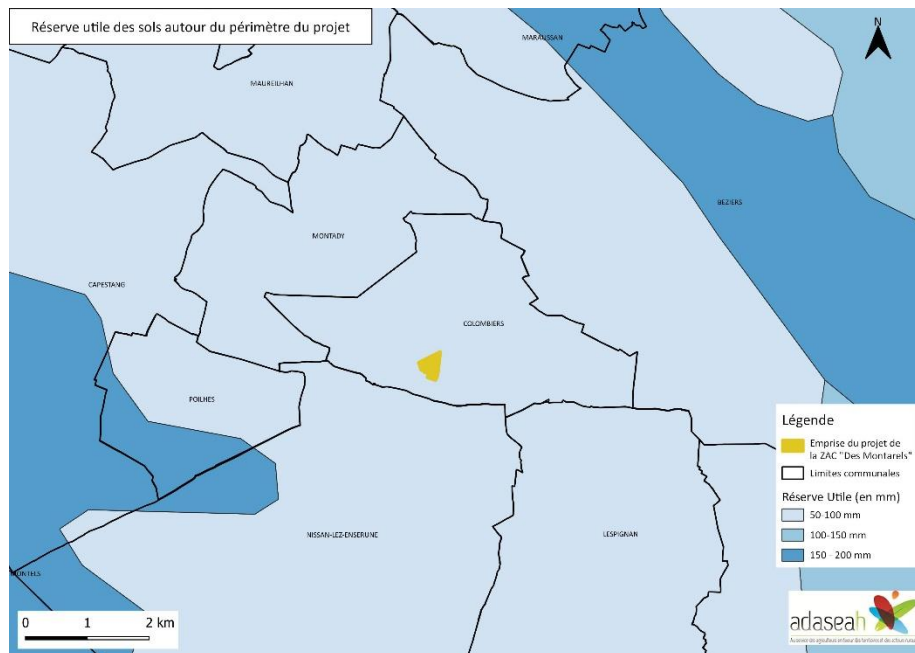 Réserve utile des sols autour du périmètre du projet
N
MARAUSSAN
MAUREILHAN
BEZIERS
MONTADY
CAPESTANG
COLOMBIERS
POILHES
NISSAN-LEZ-ENSERUNE
LESPIGNAN
MONTELS
Légende
Emprise du projet de
la ZAC "Des Montarels"
Limites communales
Réserve Utile (en mm)
50-100 mm
100-150 mm
150 - 200 mm
0 1 2 km
adaseah